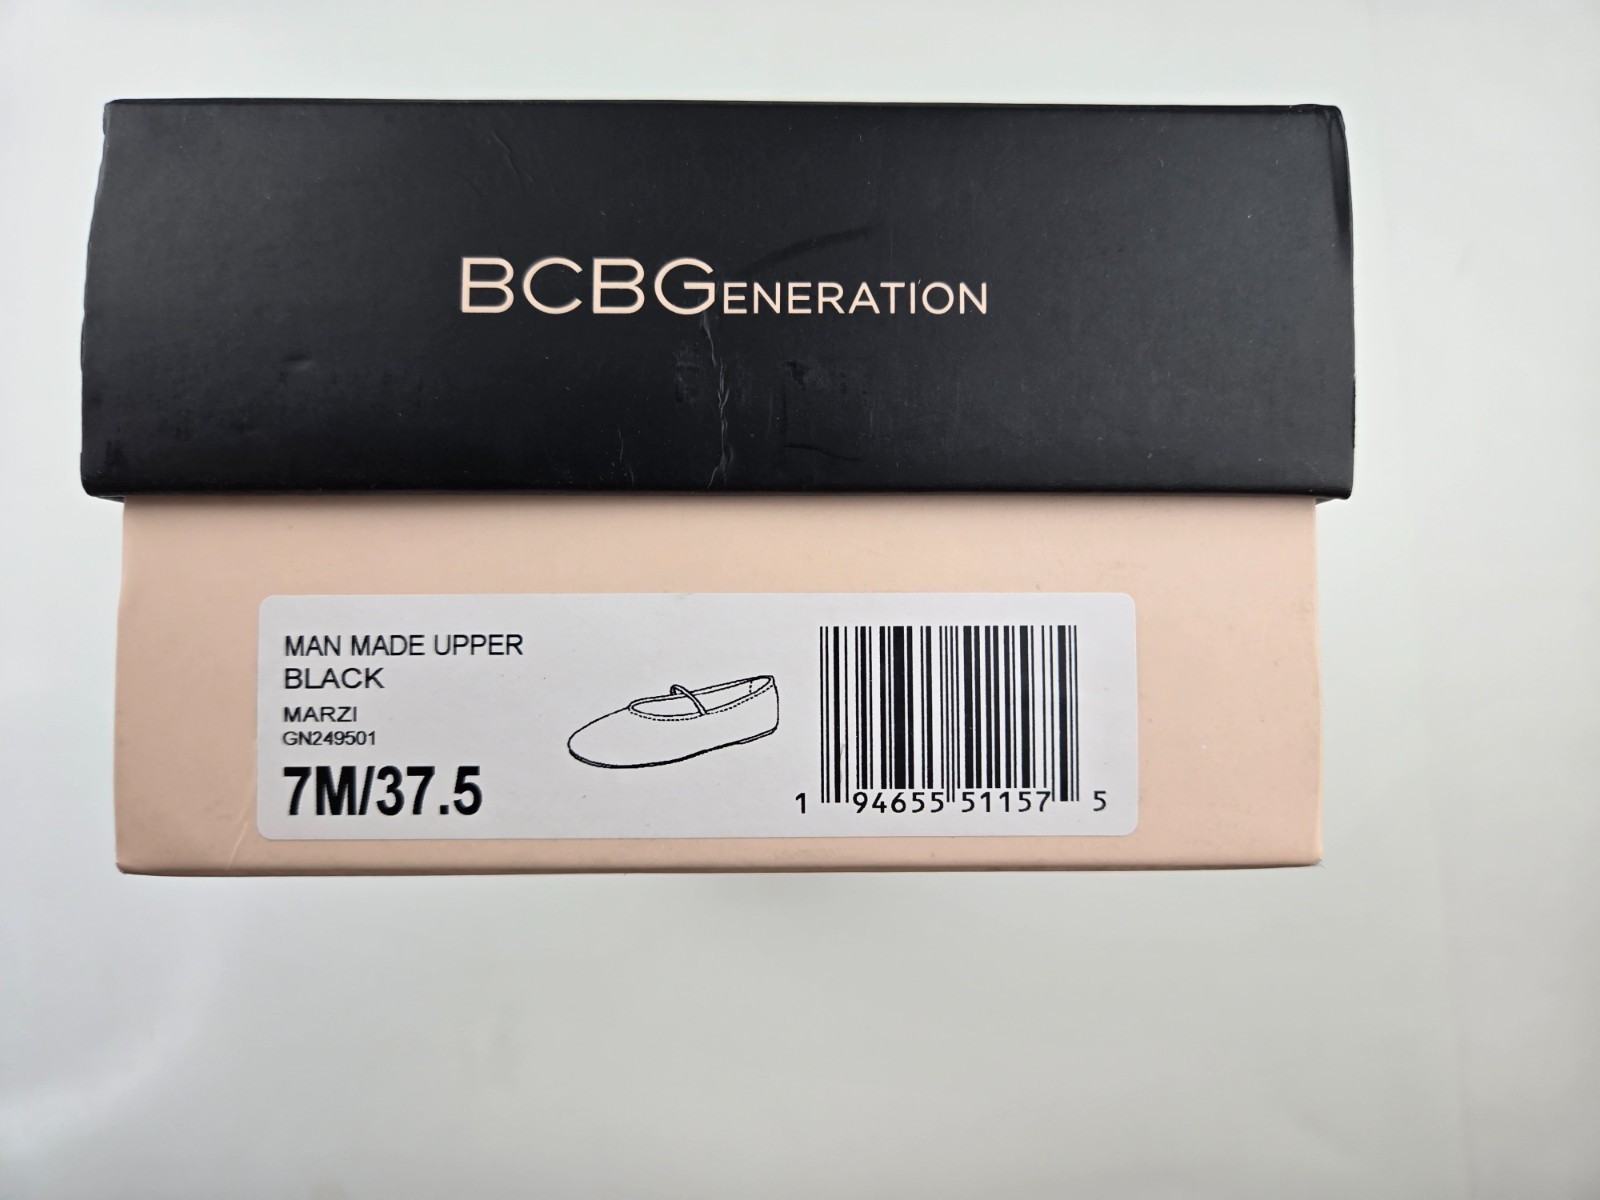 BCBGENERATION
MAN MADE UPPER
BLACK
MARZI
GN249501
7M/37.5
1 94655 51157 5